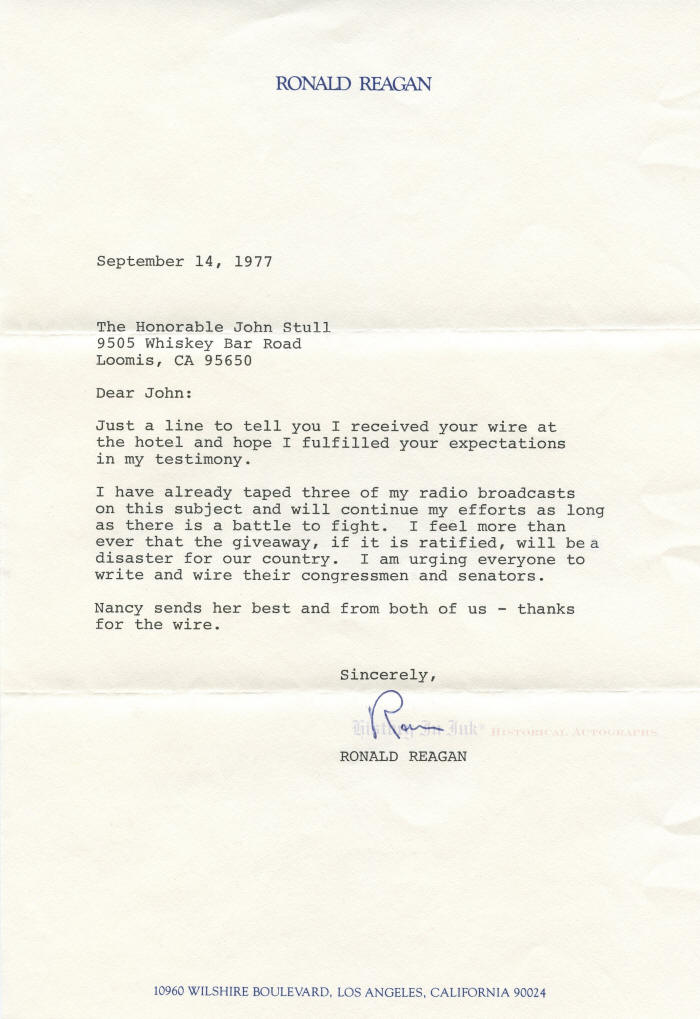 RONALD REAGAN
September 14, 1977
The Honorable John Stull
9505 Whiskey Bar Road
Loomis, CA 95650
Dear John:
Just a line to tell you I received your wire at
the hotel and hope I fulfilled your expectations
in my testimony.
I have already taped three of my radio broadcasts
on this subject and will continue my efforts as long
as there is a battle to fight.  I feel more than
ever that the giveaway, if it is ratified, will be a
disaster for our country.  I am urging everyone to
write and wire their congressmen and senators.
Nancy sends her best and from both of us - thanks
for the wire.
Sincerely,
Ron
History In Ink® HISTORICAL AUTOGRAPHS
RONALD REAGAN
10960 WILSHIRE BOULEVARD, LOS ANGELES, CALIFORNIA 90024